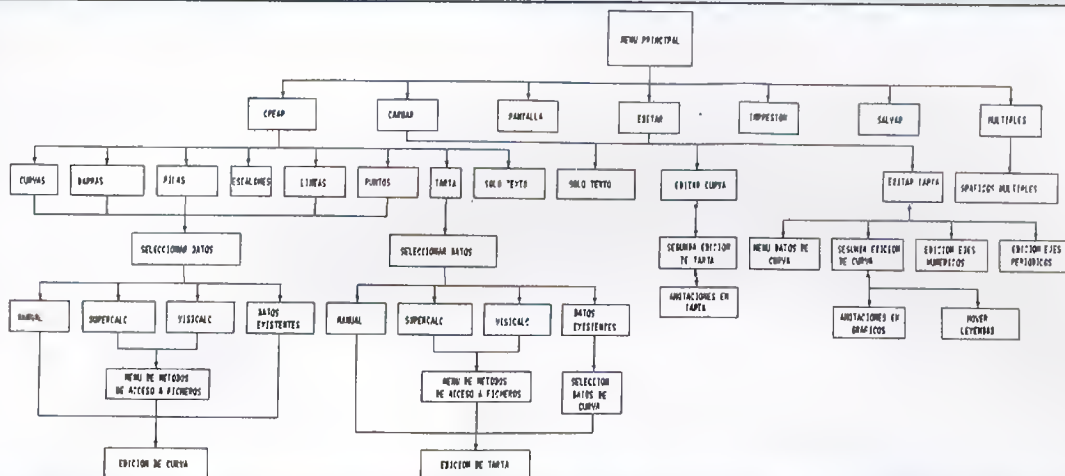 MENU PRINCIPAL
CREAR
CARGAR
PANTALLA
EDITAR
IMPRESION
SALVAR
MULTIPLES
CURVAS
BARRAS
PILAS
ESCALONES
LINEAS
PUNTOS
TARTA
SOLO TEXTO
SOLO TEXTO
EDITAR CURVA
EDITAR TARTA
GRAFICOS MULTIPLES
SELECCIONAR DATOS
SELECCIONAR DATOS
SEGUNDA EDICION
DE TARTA
MENU DATOS DE
CURVA
SEGUNDA EDICION
DE CURVA
EDICION EJES
NUMERICOS
EDICION EJES
PERIODICOS
MANUAL
SUPERCALC
VISICALC
DATOS
EXISTENTES
MANUAL
SUPERCALC
VISICALC
DATOS
EXISTENTES
ANOTACIONES EN
TARTA
ANOTACIONES EN
GRAFICOS
MOVER
LEYENDAS
MENU DE METODOS
DE ACCESO A FICHEROS
MENU DE METODOS
DE ACCESO A FICHEROS
SELECCION
DATOS DE
CURVA
EDICION DE CURVA
EDICION DE TARTA